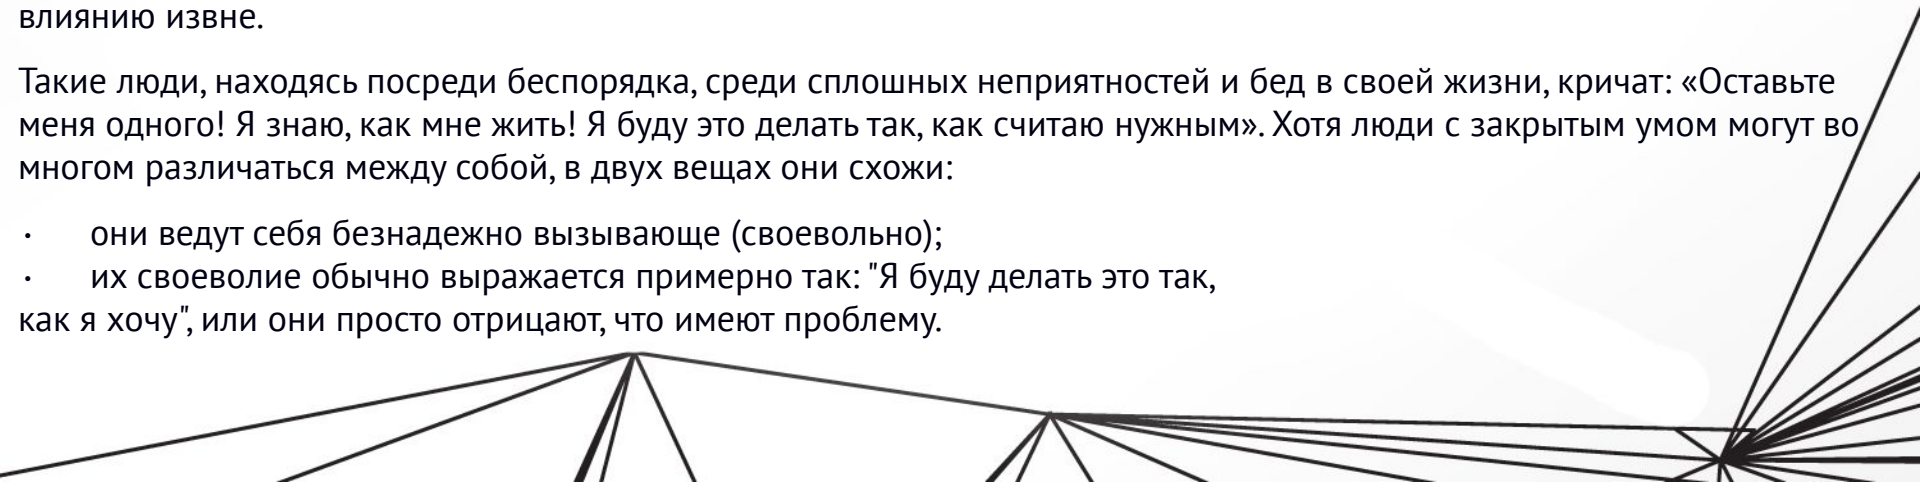 влиянию извне.
Такие люди, находясь посреди беспорядка, среди сплошных неприятностей и бед в своей жизни, кричат: «Оставьте
меня одного! Я знаю, как мне жить! Я буду это делать так, как считаю нужным». Хотя люди с закрытым умом могут во
многом различаться между собой, в двух вещах они схожи:
· они ведут себя безнадежно вызывающе (своевольно);
· их своеволие обычно выражается примерно так: "Я буду делать это так,
как я хочу", или они просто отрицают, что имеют проблему.